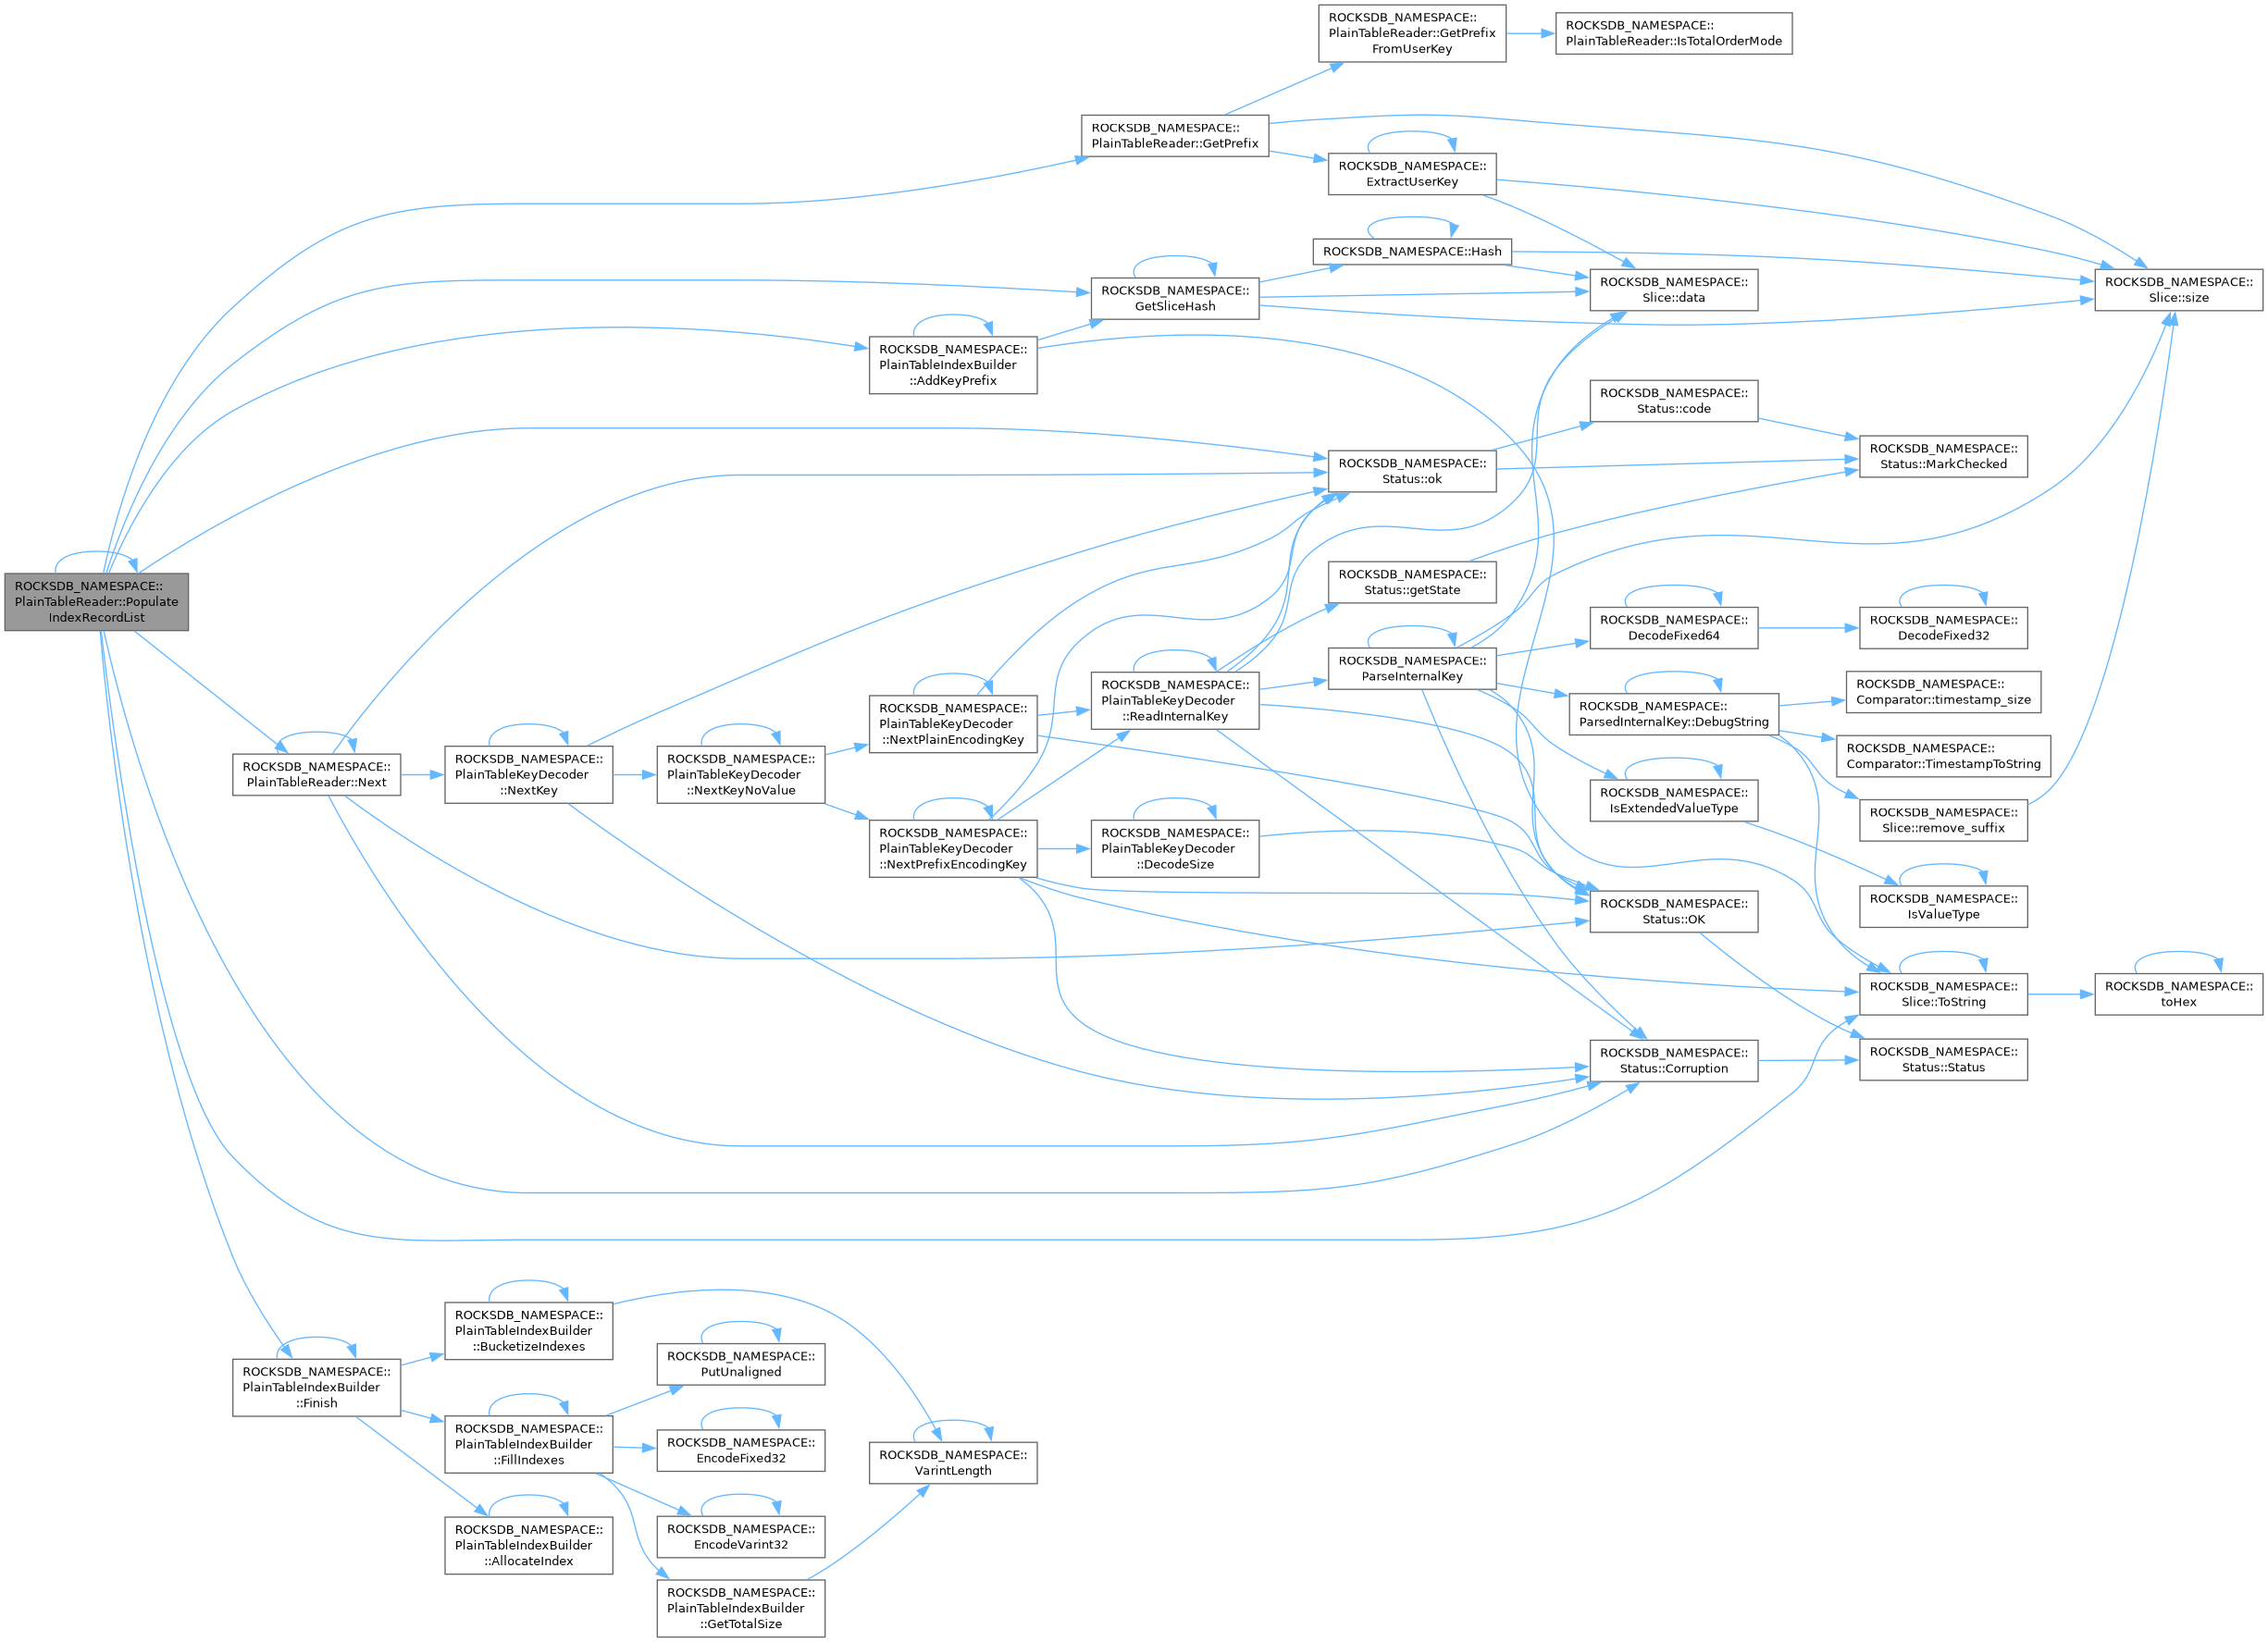 ROCKSDB_NAMESPACE::
PlainTableReader::Populate
IndexRecordList
ROCKSDB_NAMESPACE::
PlainTableReader::GetPrefix
ROCKSDB_NAMESPACE::
PlainTableReader::GetPrefix
FromUserKey
ROCKSDB_NAMESPACE::
PlainTableReader::IsTotalOrderMode
ROCKSDB_NAMESPACE::
ExtractUserKey
ROCKSDB_NAMESPACE::Hash
ROCKSDB_NAMESPACE::
GetSliceHash
ROCKSDB_NAMESPACE::
Slice::data
ROCKSDB_NAMESPACE::
Slice::size
ROCKSDB_NAMESPACE::
PlainTableIndexBuilder
::AddKeyPrefix
ROCKSDB_NAMESPACE::
Status::code
ROCKSDB_NAMESPACE::
Status::ok
ROCKSDB_NAMESPACE::
Status::MarkChecked
ROCKSDB_NAMESPACE::
Status::getState
ROCKSDB_NAMESPACE::
DecodeFixed64
ROCKSDB_NAMESPACE::
DecodeFixed32
ROCKSDB_NAMESPACE::
ParseInternalKey
ROCKSDB_NAMESPACE::
ParsedInternalKey::DebugString
ROCKSDB_NAMESPACE::
Comparator::timestamp_size
ROCKSDB_NAMESPACE::
Comparator::TimestampToString
ROCKSDB_NAMESPACE::
PlainTableReader::Next
ROCKSDB_NAMESPACE::
PlainTableKeyDecoder
::NextKey
ROCKSDB_NAMESPACE::
PlainTableKeyDecoder
::NextKeyNoValue
ROCKSDB_NAMESPACE::
PlainTableKeyDecoder
::NextPlainEncodingKey
ROCKSDB_NAMESPACE::
PlainTableKeyDecoder
::ReadInternalKey
ROCKSDB_NAMESPACE::
IsExtendedValueType
ROCKSDB_NAMESPACE::
Slice::remove_suffix
ROCKSDB_NAMESPACE::
PlainTableKeyDecoder
::NextPrefixEncodingKey
ROCKSDB_NAMESPACE::
PlainTableKeyDecoder
::DecodeSize
ROCKSDB_NAMESPACE::
Status::OK
ROCKSDB_NAMESPACE::
IsValueType
ROCKSDB_NAMESPACE::
Slice::ToString
ROCKSDB_NAMESPACE::
toHex
ROCKSDB_NAMESPACE::
Status::Corruption
ROCKSDB_NAMESPACE::
Status::Status
ROCKSDB_NAMESPACE::
PlainTableIndexBuilder
::Finish
ROCKSDB_NAMESPACE::
PlainTableIndexBuilder
::BucketizeIndexes
ROCKSDB_NAMESPACE::
PlainTableIndexBuilder
::FillIndexes
ROCKSDB_NAMESPACE::
PlainTableIndexBuilder
::AllocateIndex
ROCKSDB_NAMESPACE::
PutUnaligned
ROCKSDB_NAMESPACE::
EncodeFixed32
ROCKSDB_NAMESPACE::
EncodeVarint32
ROCKSDB_NAMESPACE::
PlainTableIndexBuilder
::GetTotalSize
ROCKSDB_NAMESPACE::
VarintLength